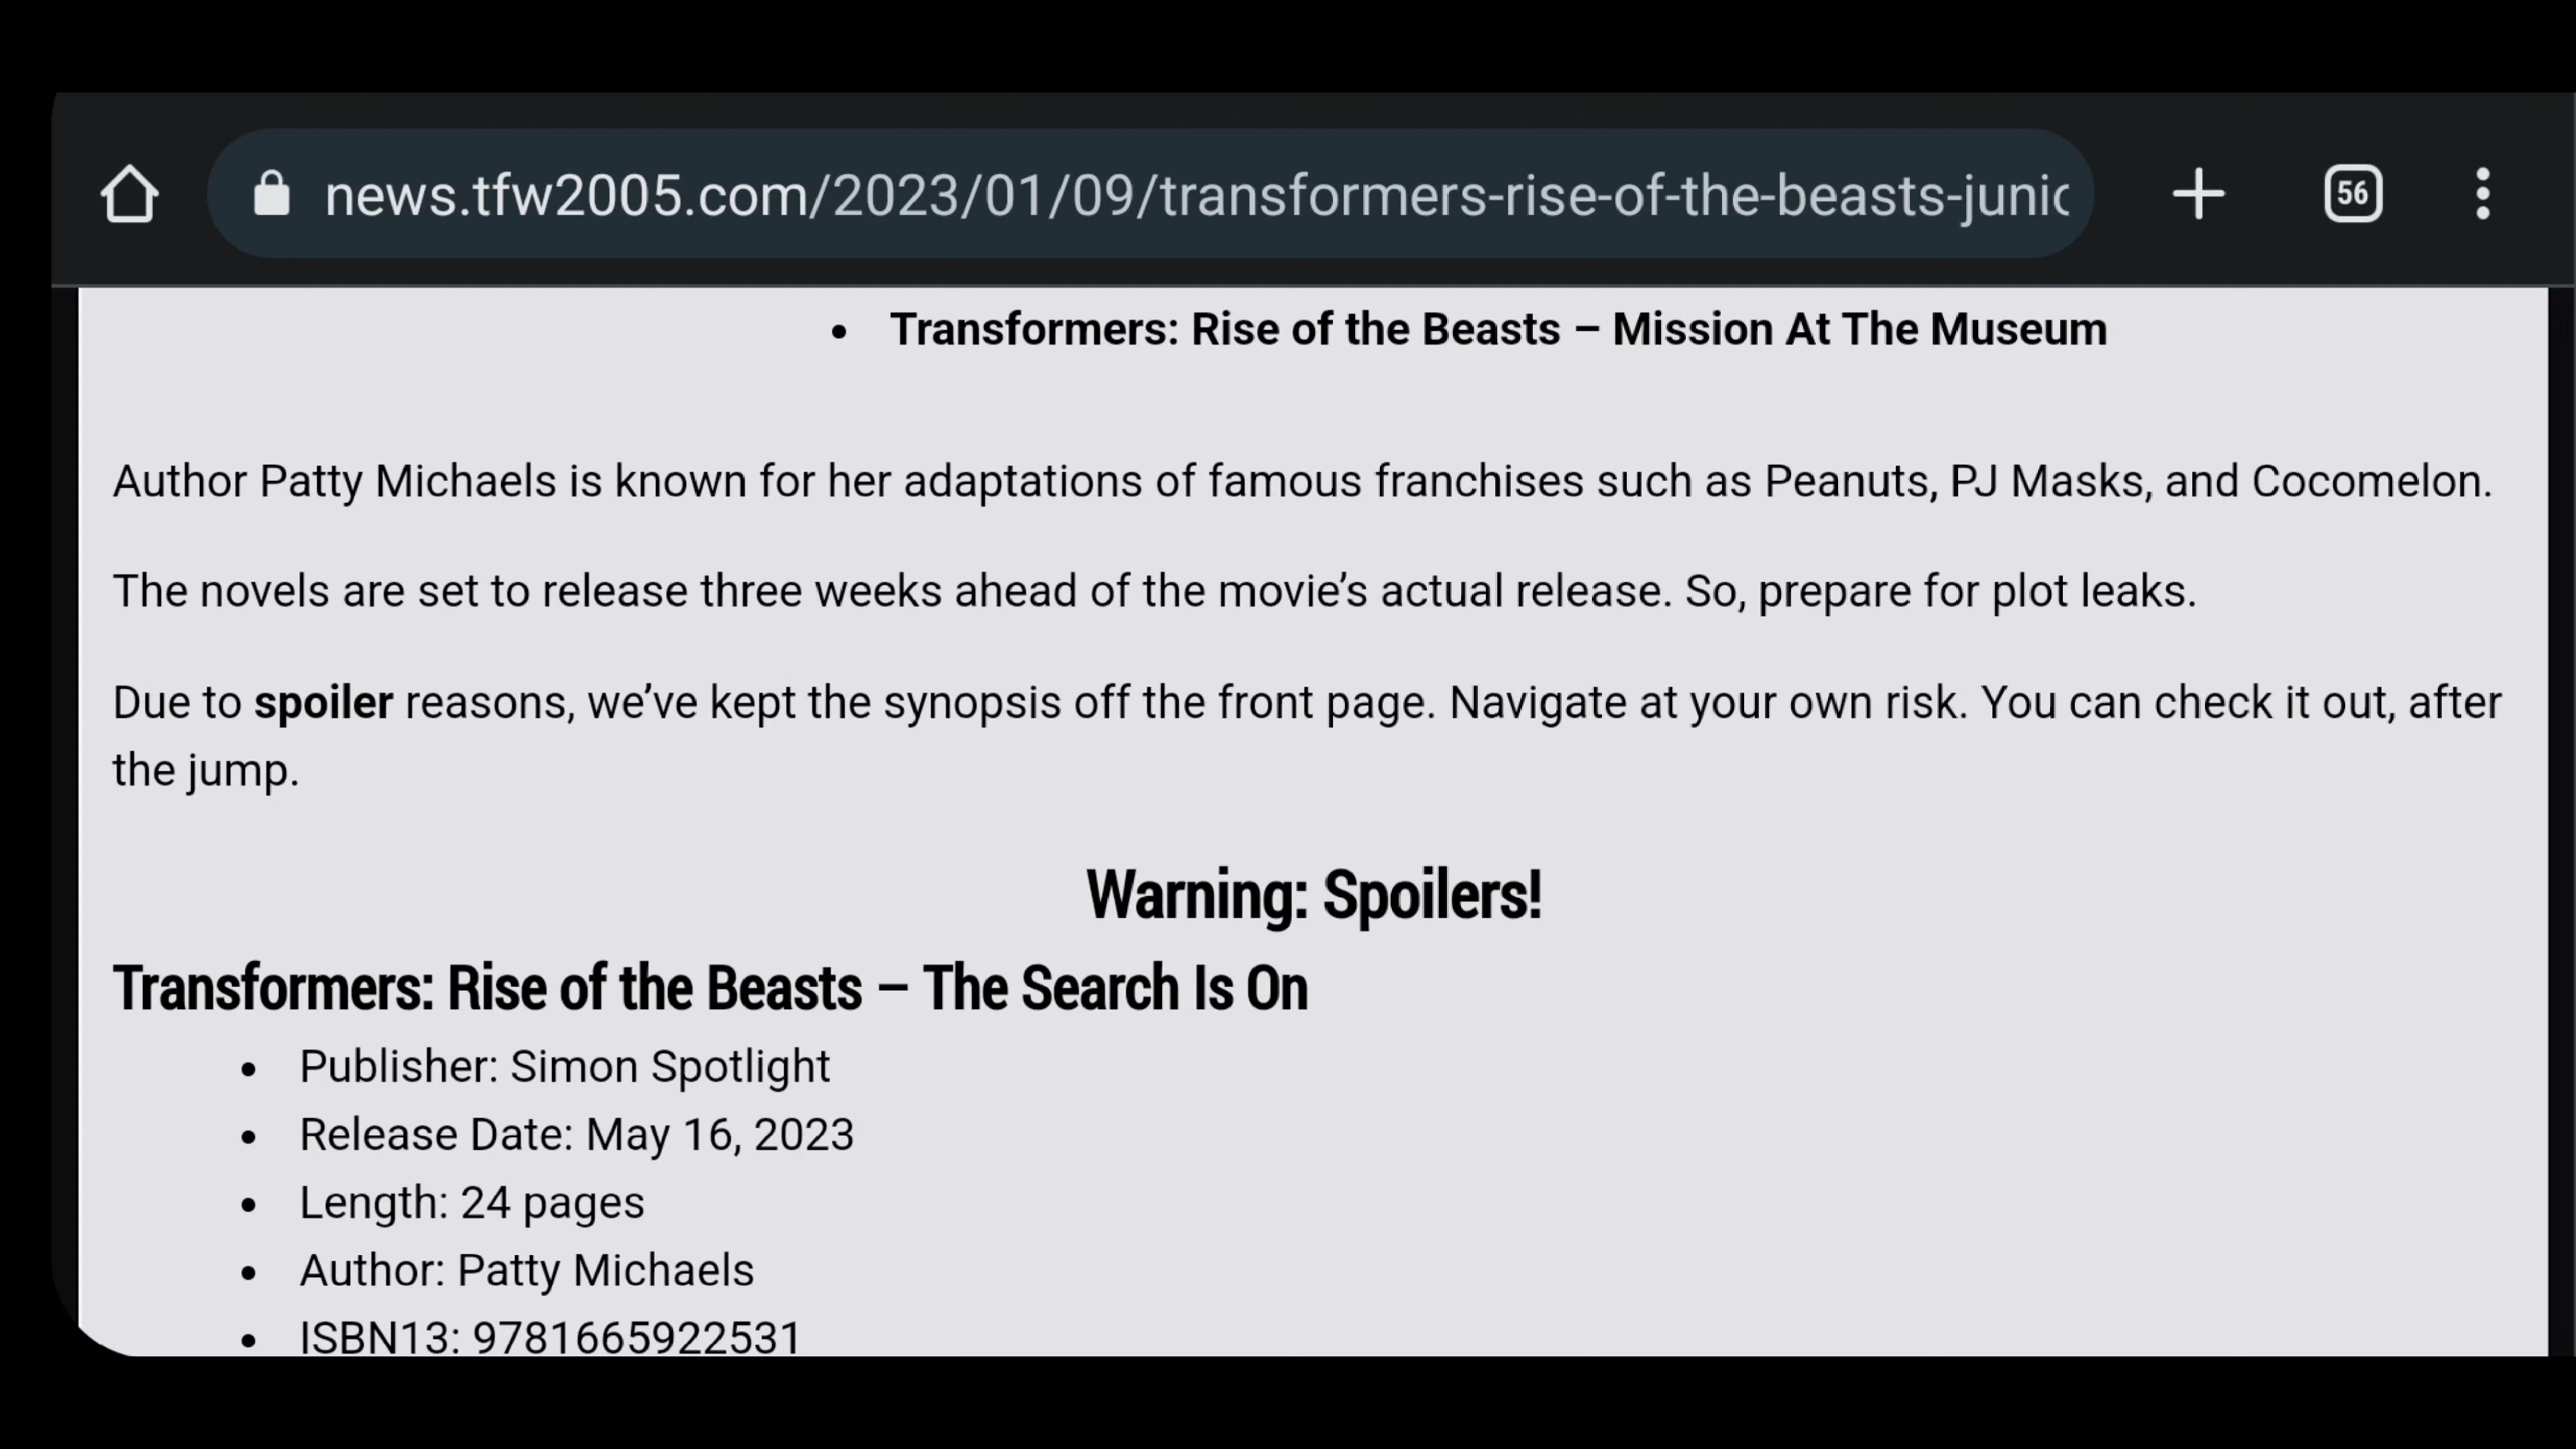 news.tfw2005.com/2023/01/09/transformers-rise-of-the-beasts-junic
56
• Transformers: Rise of the Beasts – Mission At The Museum
Author Patty Michaels is known for her adaptations of famous franchises such as Peanuts, PJ Masks, and Cocomelon.
The novels are set to release three weeks ahead of the movie’s actual release. So, prepare for plot leaks.
Due to spoiler reasons, we’ve kept the synopsis off the front page. Navigate at your own risk. You can check it out, after
the jump.
Warning: Spoilers!
Transformers: Rise of the Beasts – The Search Is On
• Publisher: Simon Spotlight
• Release Date: May 16, 2023
• Length: 24 pages
• Author: Patty Michaels
• ISBN13: 9781665922531